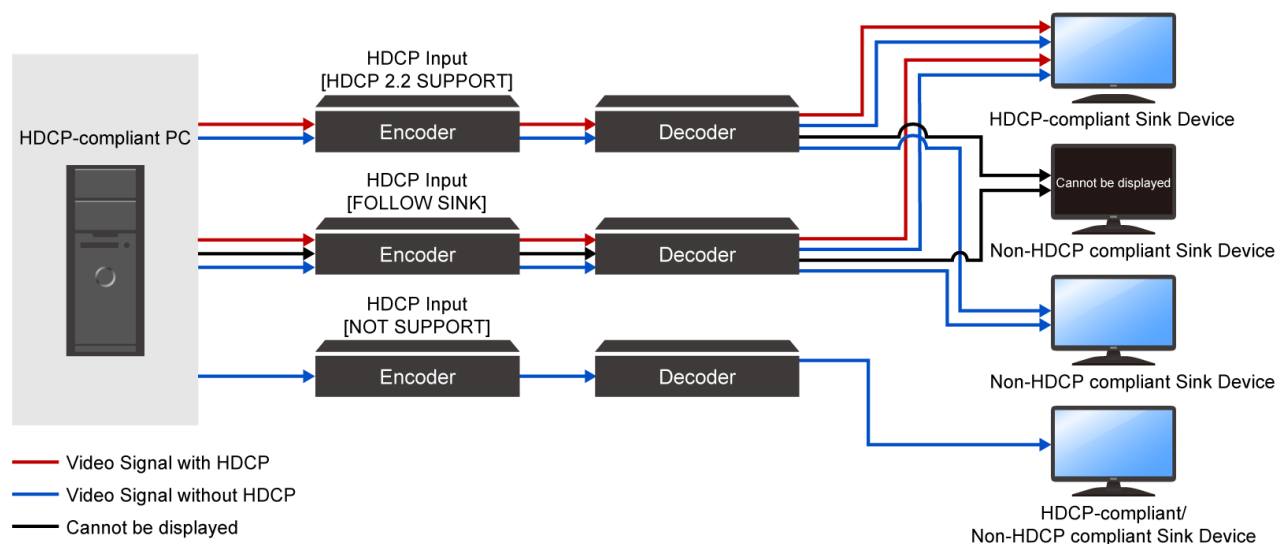 HDCP-compliant PC
HDCP Input
[HDCP 2.2 SUPPORT]
Encoder
Decoder
HDCP Input
[FOLLOW SINK]
Encoder
Decoder
HDCP Input
[NOT SUPPORT]
Encoder
Decoder
HDCP-compliant Sink Device
Cannot be displayed
Non-HDCP compliant Sink Device
Non-HDCP compliant Sink Device
HDCP-compliant/
Non-HDCP compliant Sink Device
Video Signal with HDCP
Video Signal without HDCP
Cannot be displayed